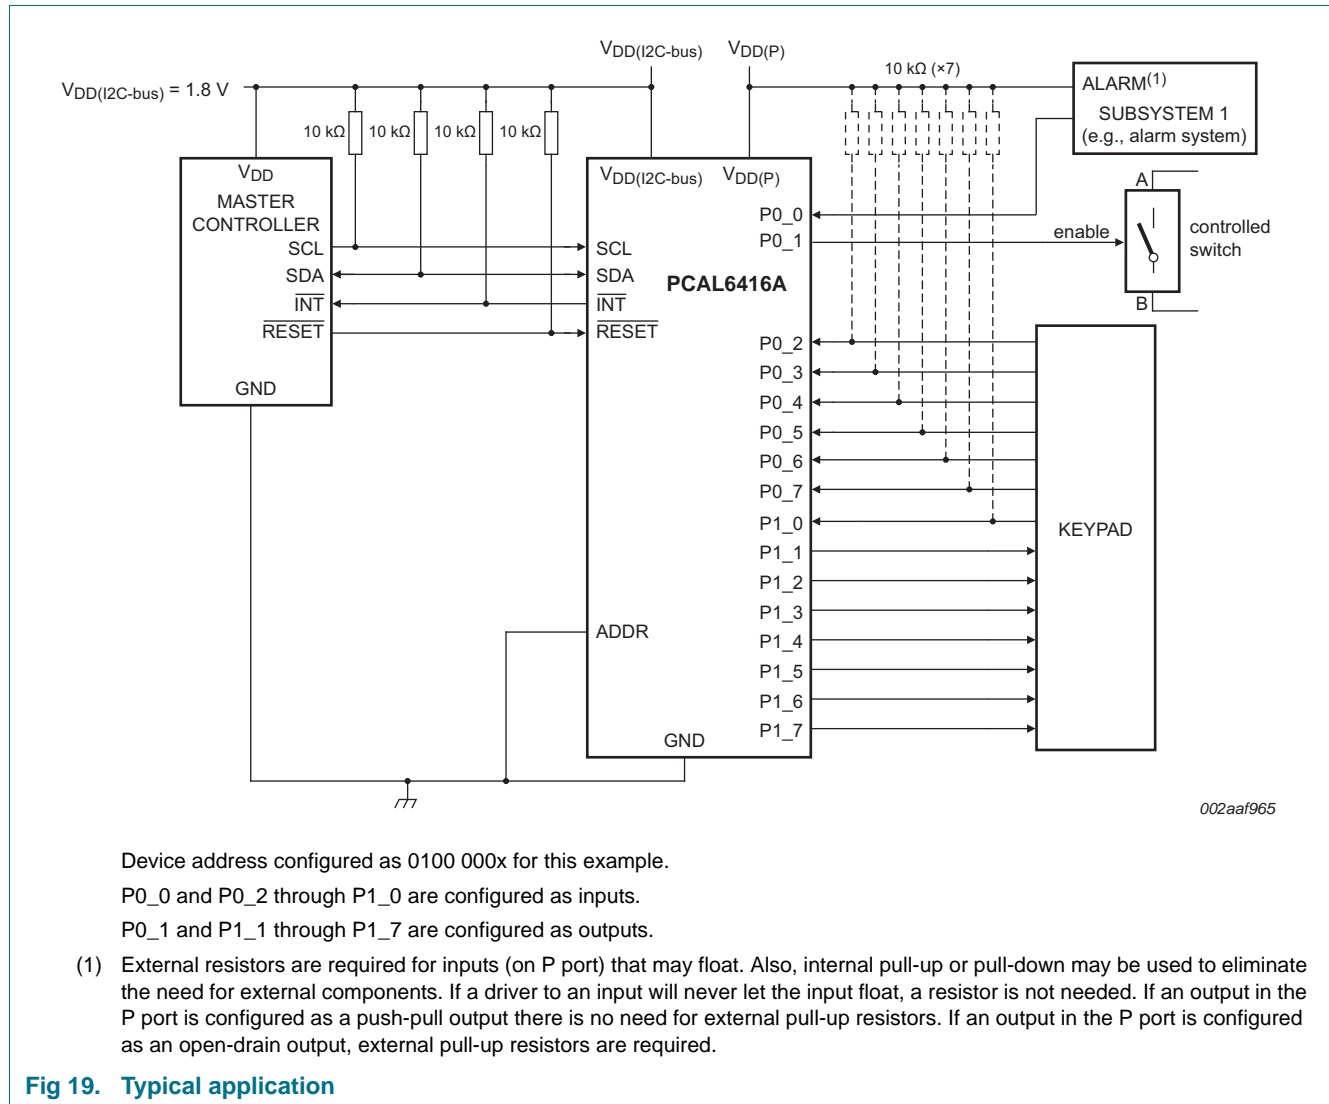 VDD(I2C-bus)
VDD(P)
VDD(I2C-bus) = 1.8 V
10 kΩ (×7)
ALARM(1)
SUBSYSTEM 1
(e.g., alarm system)
10 kΩ
10 kΩ
10 kΩ
10 kΩ
VDD
MASTER
CONTROLLER
SCL
SDA
INT
RESET
GND
VDD(I2C-bus)
VDD(P)
SCL
SDA
INT
RESET
PCAL6416A
ADDR
GND
P0_0
P0_1
P0_2
P0_3
P0_4
P0_5
P0_6
P0_7
P1_0
P1_1
P1_2
P1_3
P1_4
P1_5
P1_6
P1_7
enable
A
B
controlled
switch
KEYPAD
002aaf965
Device address configured as 0100 000x for this example.
P0_0 and P0_2 through P1_0 are configured as inputs.
P0_1 and P1_1 through P1_7 are configured as outputs.
(1) External resistors are required for inputs (on P port) that may float. Also, internal pull-up or pull-down may be used to eliminate
the need for external components. If a driver to an input will never let the input float, a resistor is not needed. If an output in the
P port is configured as a push-pull output there is no need for external pull-up resistors. If an output in the P port is configured
as an open-drain output, external pull-up resistors are required.
Fig 19. Typical application